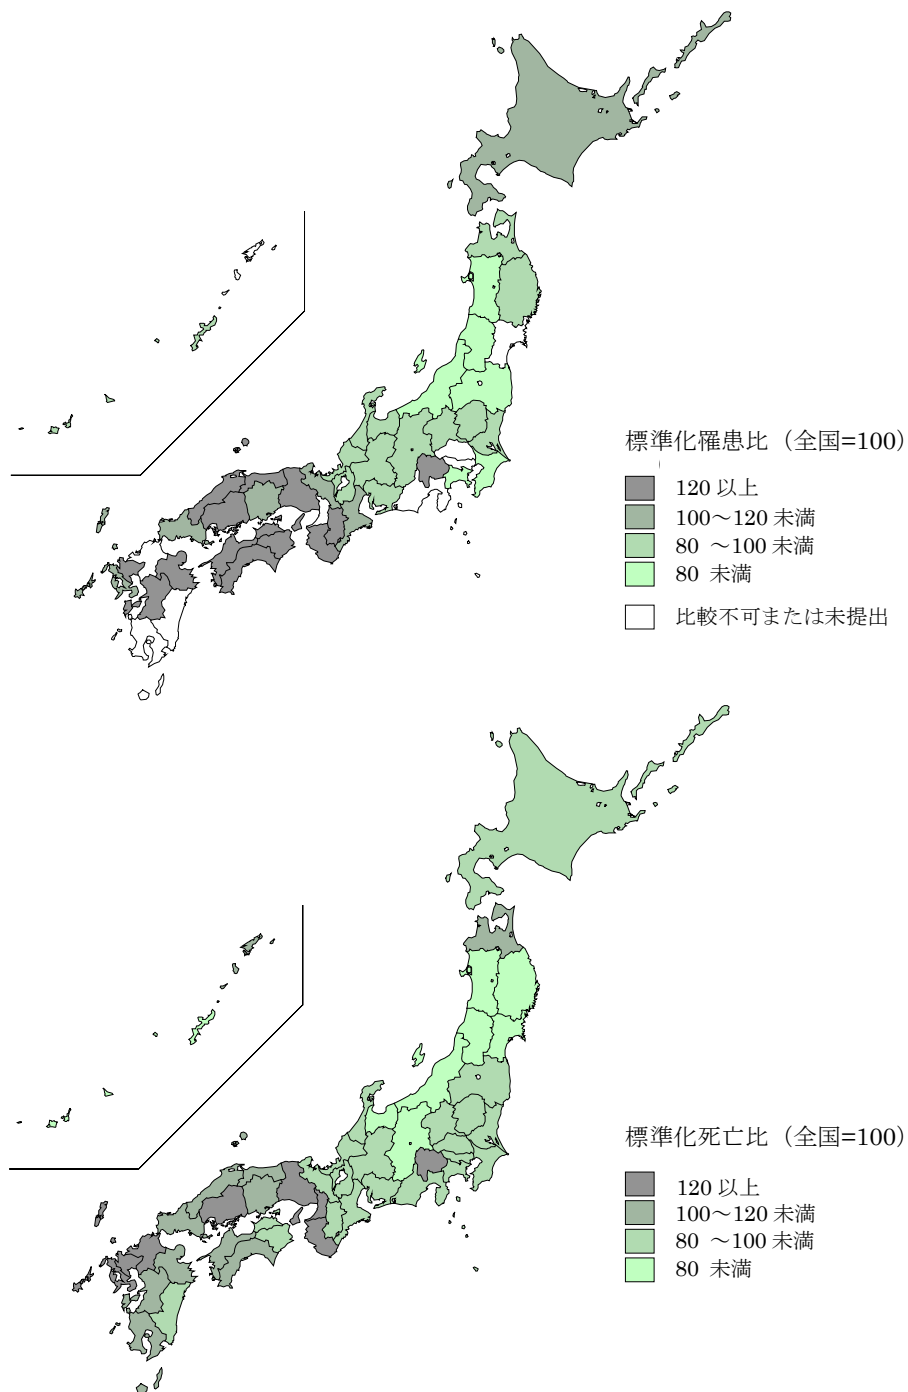 標準化罹患比（全国=100）
120 以上
100～120 未満
80 ～100 未満
80 未満
比較不可または未提出
標準化死亡比（全国=100）
120 以上
100～120 未満
80 ～100 未満
80 未満